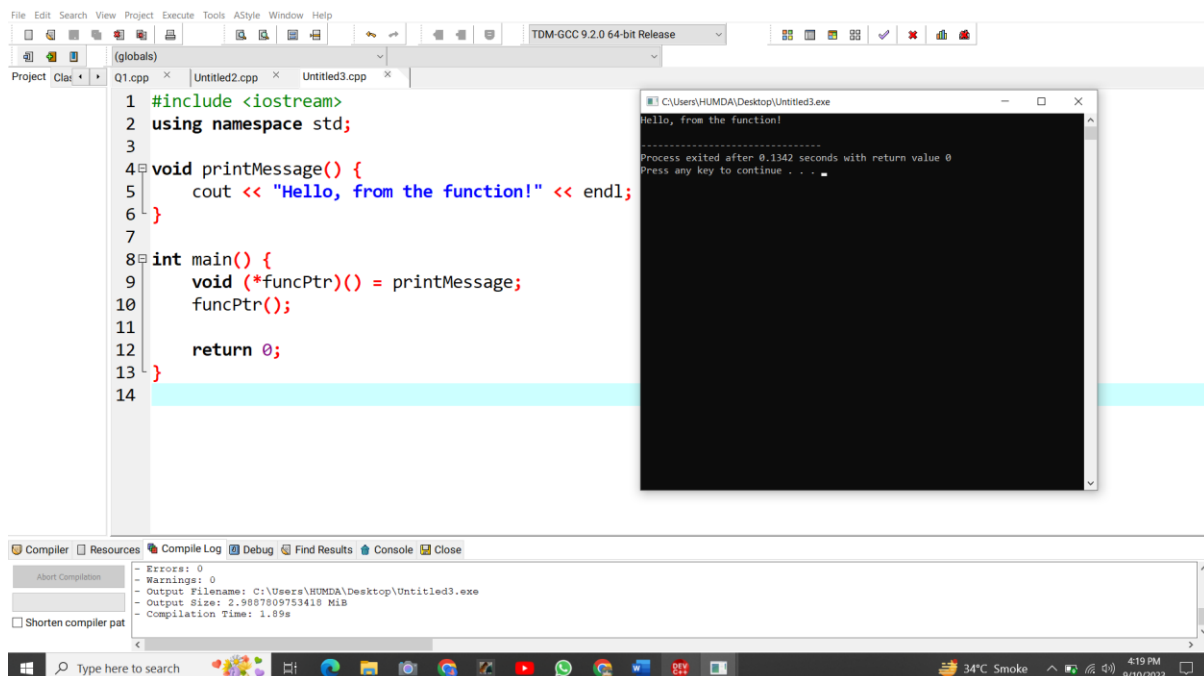 File Edit Search View Project Execute Tools AStyle Window Help
TDM-GCC 9.2.0 64-bit Release
(globals)
Project Clas Q1.cpp Untitled2.cpp Untitled3.cpp
1 #include <iostream>
2 using namespace std;
3
4 void printMessage() {
5 cout << "Hello, from the function!" << endl;
6 }
7
8 int main() {
9 void (*funcPtr)() = printMessage;
10 funcPtr();
11
12 return 0;
13 }
14
C:\Users\HUMDA\Desktop\Untitled3.exe
Hello, from the function!
--------------------------------
Process exited after 0.1342 seconds with return value 0
Press any key to continue . . .
Compiler Resources Compile Log Debug Find Results Console Close
Abort Compilation
Shorten compiler pat
- Errors: 0
- Warnings: 0
- Output Filename: C:\Users\HUMDA\Desktop\Untitled3.exe
- Output Size: 2.9887809753418 MiB
- Compilation Time: 1.89s
Type here to search
34°C Smoke
4:19 PM
9/10/2023